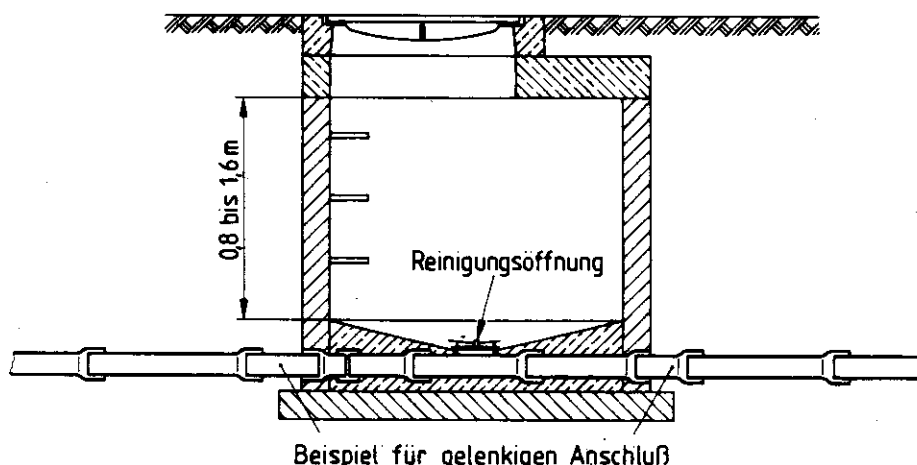 0,8 bis 1,6m
Reinigungsöffnung
Beispiel für gelenkigen Anschluß